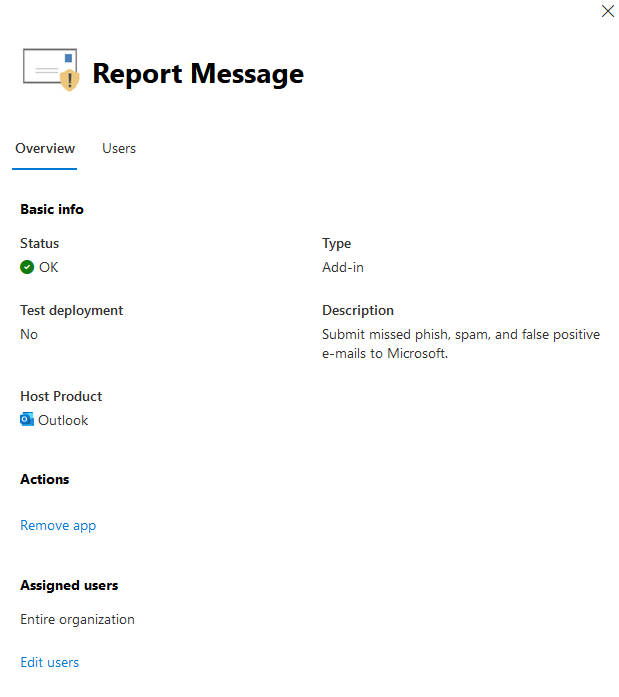 Report Message
Overview
Users
Basic info
Status
OK
Type
Add-in
Test deployment
No
Description
Submit missed phish, spam, and false positive
e-mails to Microsoft.
Host Product
Outlook
Actions
Remove app
Assigned users
Entire organization
Edit users